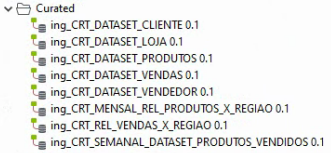 Curated
ing_CRT_DATASET_CLIENTE 0.1
ing_CRT_DATASET_LOJA 0.1
ing_CRT_DATASET_PRODUTOS 0.1
ing_CRT_DATASET_VENDAS 0.1
ing_CRT_DATASET_VENDEDOR 0.1
ing_CRT_MENSAL_REL_PRODUTOS_X_REGIAO 0.1
ing_CRT_REL_VENDAS_X_REGIAO 0.1
ing_CRT_SEMANAL_DATASET_PRODUTOS_VENDIDOS 0.1